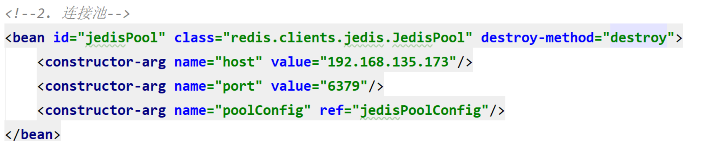 <!--2. 连接池-->
<bean id="jedisPool" class="redis.clients.jedis.JedisPool" destroy-method="destroy">
    <constructor-arg name="host" value="192.168.135.173"/>
    <constructor-arg name="port" value="6379"/>
    <constructor-arg name="poolConfig" ref="jedisPoolConfig"/>
</bean>